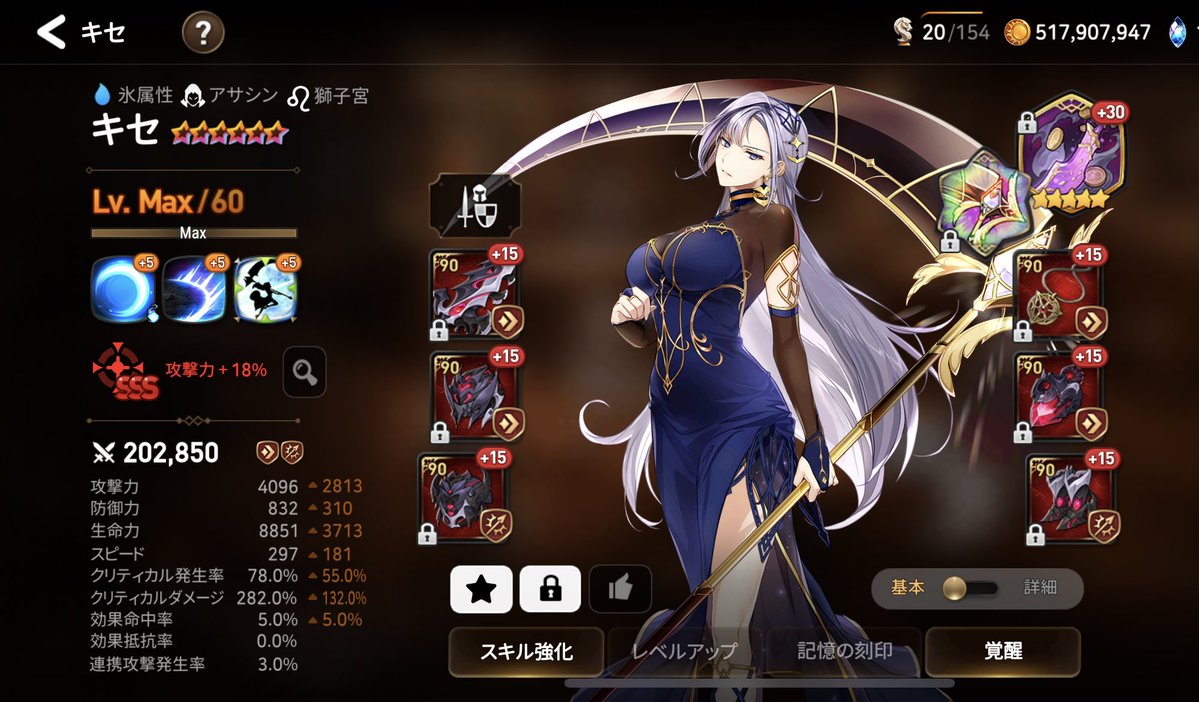 キセ
?
20/154
517,907,947
氷属性
アサシン
獅子宮
キセ
Lv. Max/60
Max
+5
+5
+5
SSS
攻撃力+18%
202,850
攻撃力 4096 2813
防御力 832 310
生命力 8851 3713
スピード 297 181
クリティカル発生率 78.0% 55.0%
クリティカルダメージ 282.0% 132.0%
効果命中率 5.0% 5.0%
効果抵抗率 0.0%
連携攻撃発生率 3.0%
90 +15
90 +15
90 +15
+30
90 +15
90 +15
90 +15
基本
詳細
スキル強化
レベルアップ
記憶の刻印
覚醒